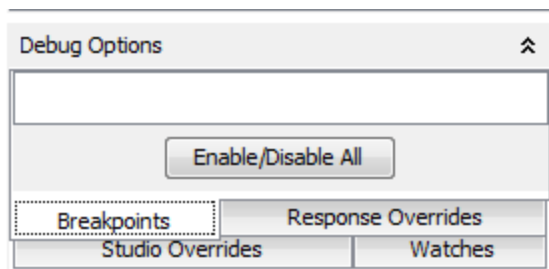 Debug Options
Enable/Disable All
Breakpoints Response Overrides
Studio Overrides Watches